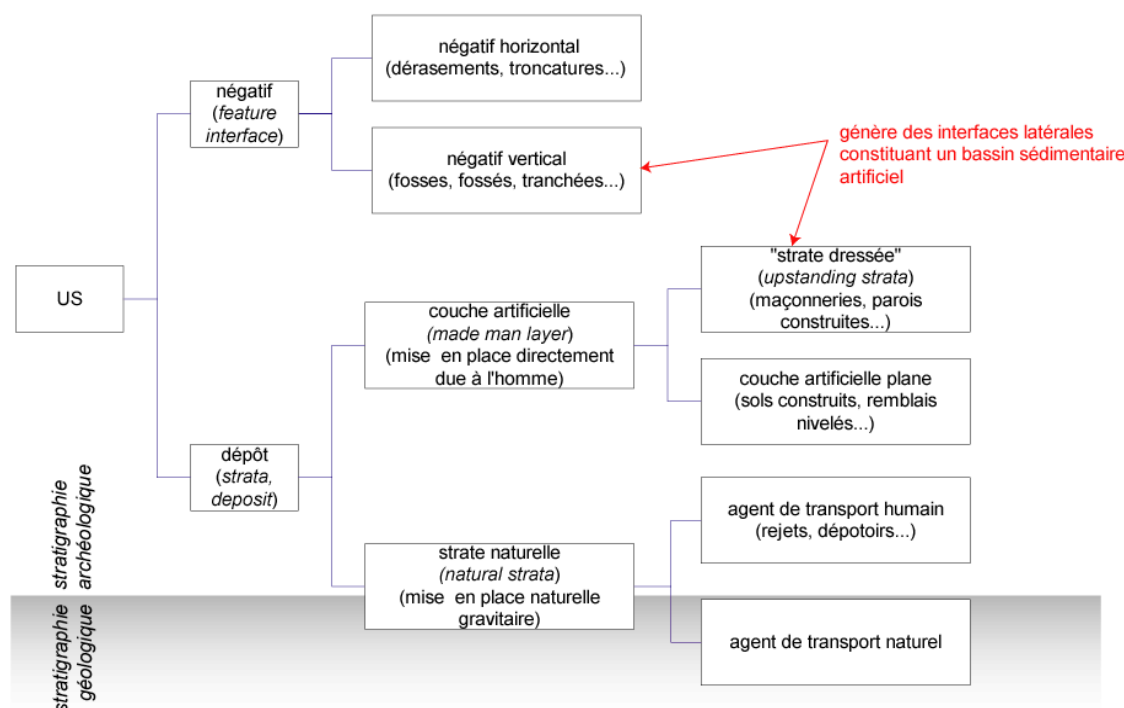 négatif horizontal
(dérasements, troncatures...)
négatif
(feature
interface)
génère des interfaces latérales
constituant un bassin sédimentaire
artificiel
négatif vertical
(fosses, fossés, tranchées...)
"strate dressée"
(upstanding strata)
(maçonneries, parois
construites...)
US
couche artificielle
(made man layer)
(mise en place directement
due à l'homme)
couche artificielle plane
(sols construits, remblais
nivelés...)
dépôt
(strata,
deposit)
agent de transport humain
(rejets, dépotoirs...)
strate naturelle
(natural strata)
(mise en place naturelle
gravitaire)
agent de transport naturel
stratigraphie
archéologique
stratigraphie
géologique